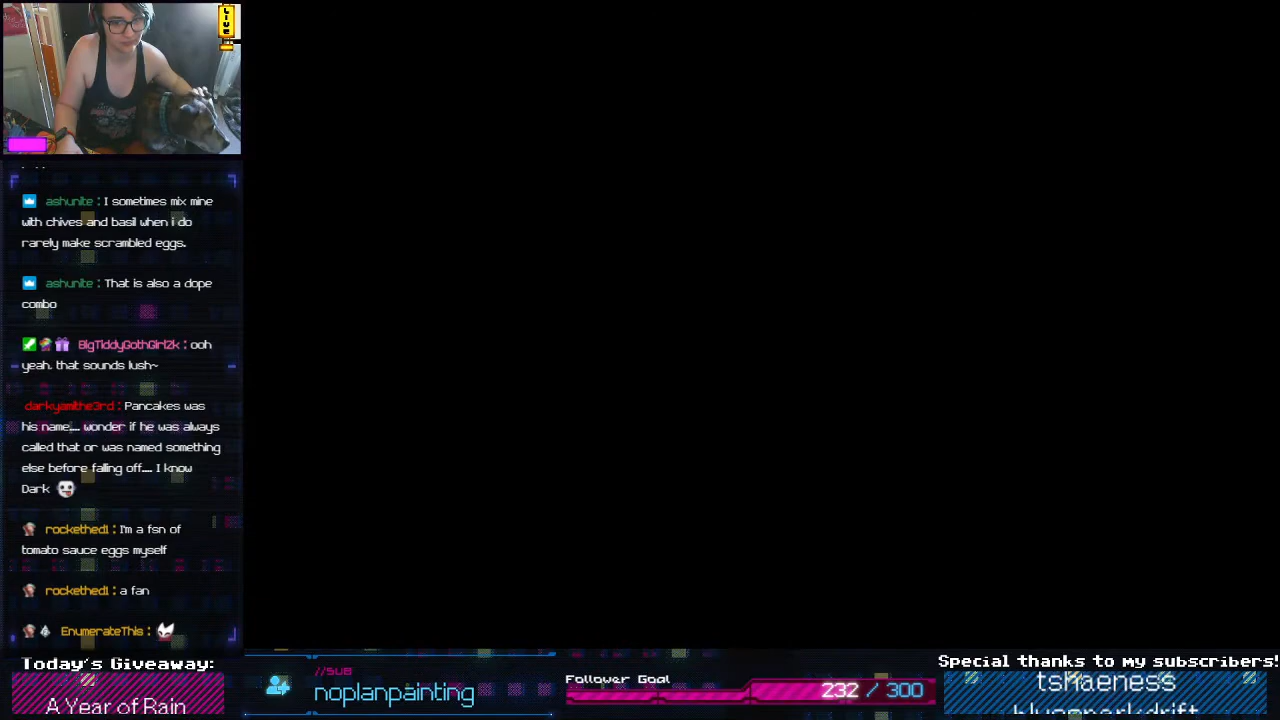 LIVE
ashunite : I sometimes mix mine
with chives and basil when i do
rarely make scrambled eggs.
ashunite : That is also a dope
combo
BigTiddyGothGirl2k : ooh
yeah, that sounds lush~
darkyamithe3rd : Pancakes was
his name.... wonder if he was always
called that or was named something
else before falling off.... I know
Dark
rockethed1 : I'm a fsn of
tomato sauce eggs myself
rockethed1 : a fan
EnumerateThis :
Today's Giveaway:
A Year of Rain
//SUB
noplanpainting
Follower Goal
232 / 300
Special thanks to my subscribers!
tshaeness